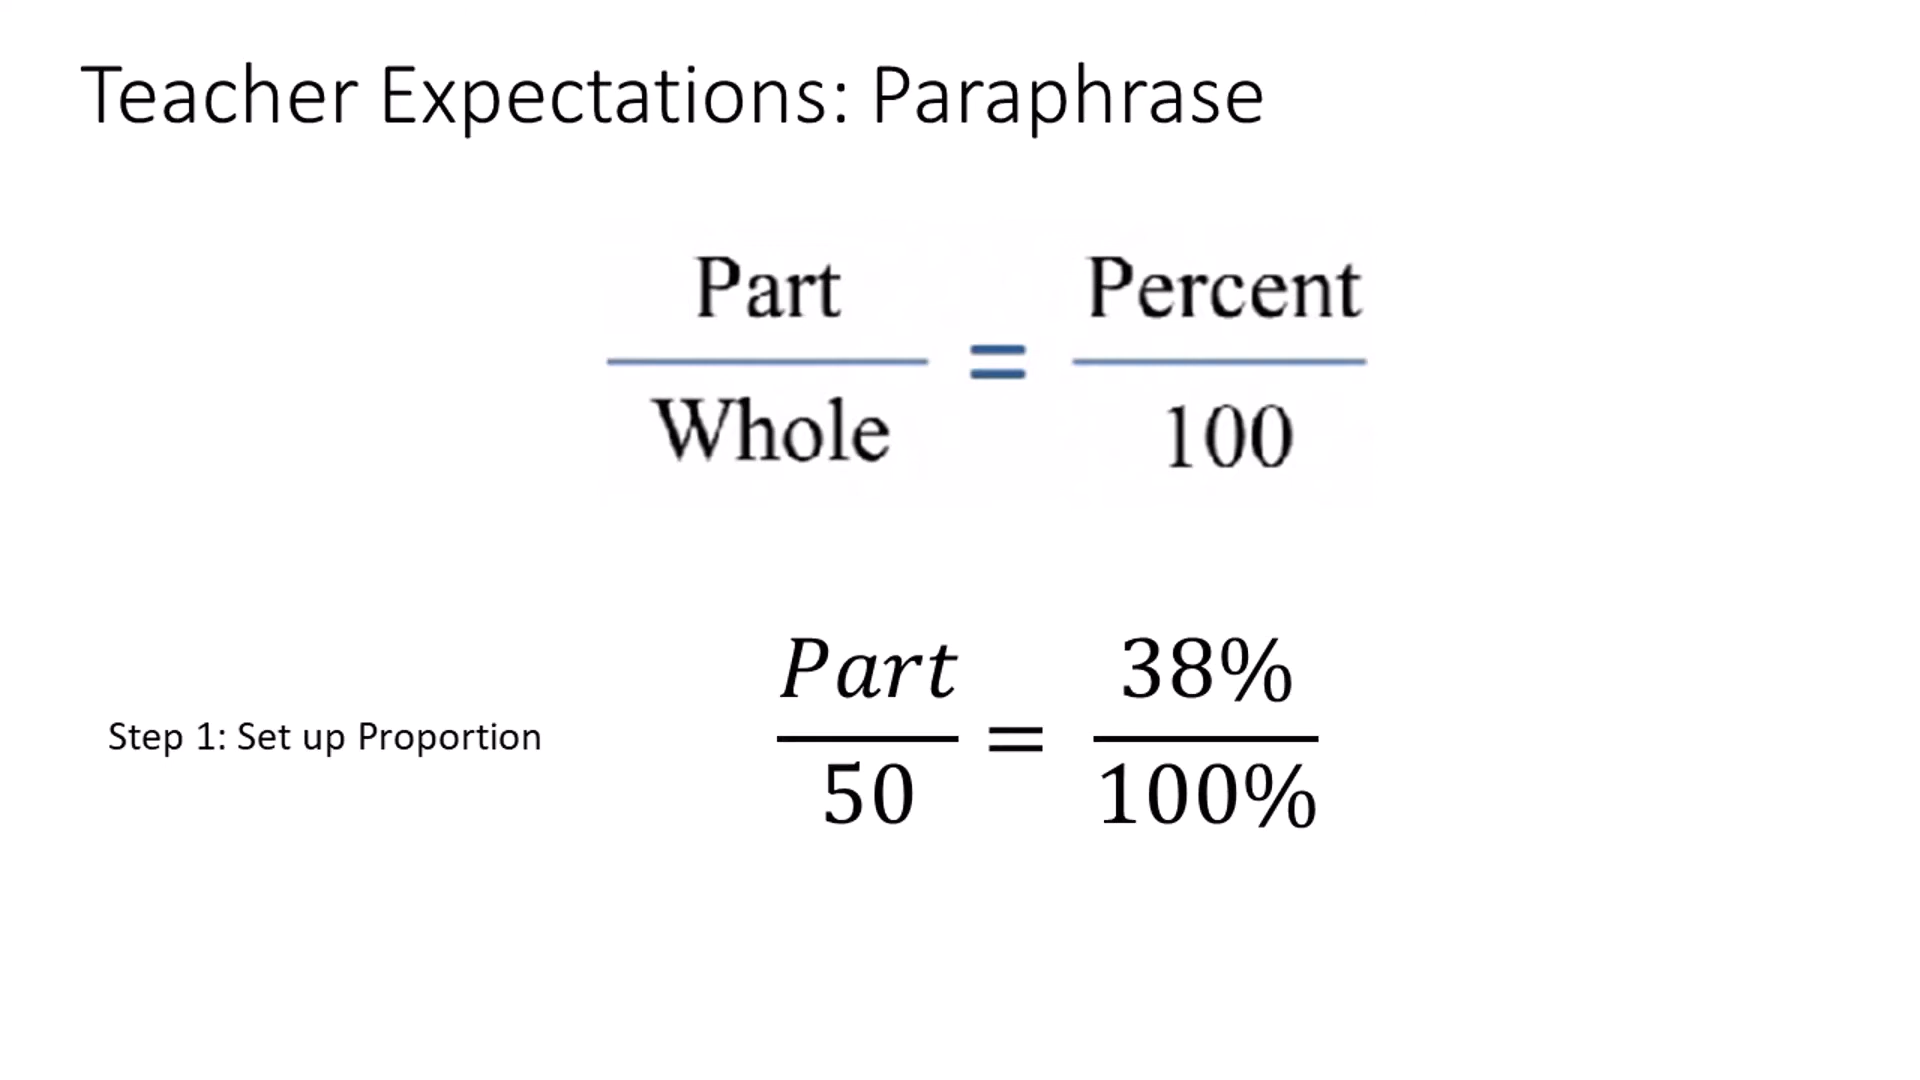 Teacher Expectations: Paraphrase
Part
Whole
=
Percent
100
Step 1: Set up Proportion
Part
50
=
38%
100%